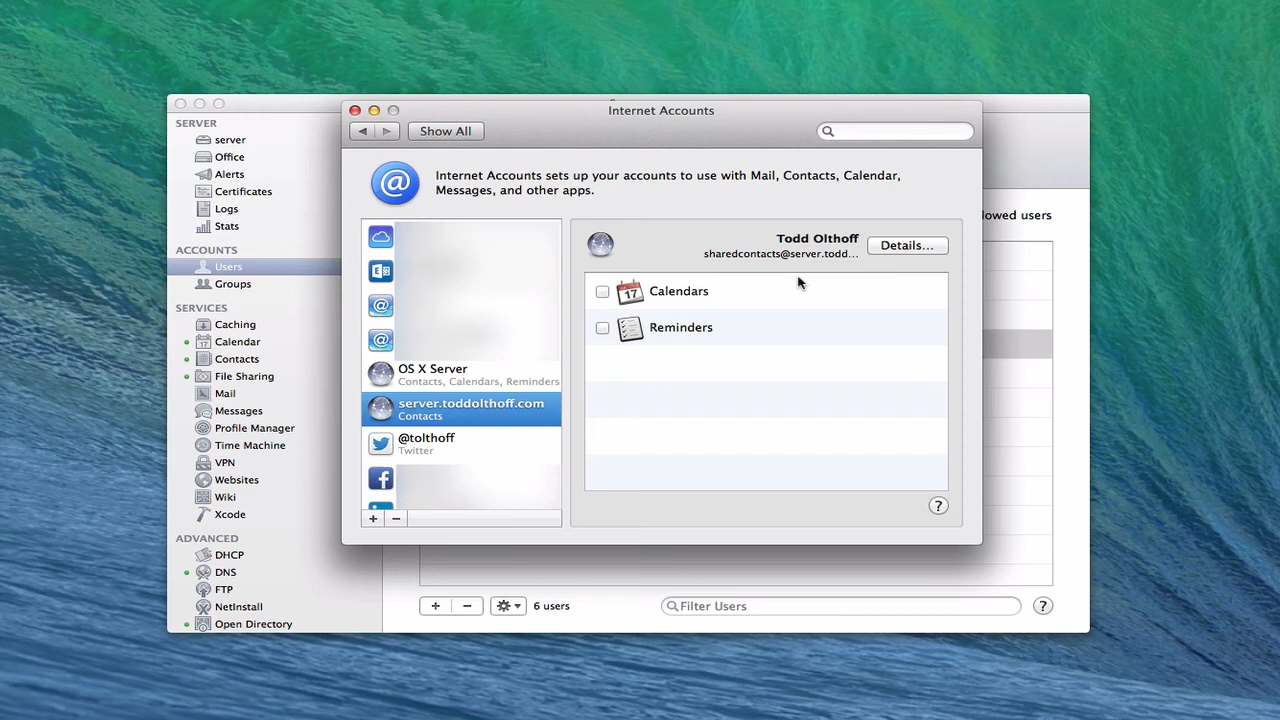 Internet Accounts
Show All
Internet Accounts sets up your accounts to use with Mail, Contacts, Calendar,
Messages, and other apps.
OS X Server
Contacts, Calendars, Reminders
server.toddolthoff.com
Contacts
@tolthoff
Twitter
+ −
Todd Olthoff
sharedcontacts@server.todd...
Details...
17 Calendars
Reminders
?
SERVER
server
Office
Alerts
Certificates
Logs
Stats
ACCOUNTS
Users
Groups
SERVICES
Caching
Calendar
Contacts
File Sharing
Mail
Messages
Profile Manager
Time Machine
VPN
Websites
Wiki
Xcode
ADVANCED
DHCP
DNS
FTP
NetInstall
Open Directory
lowed users
+ − 6 users
Filter Users
?